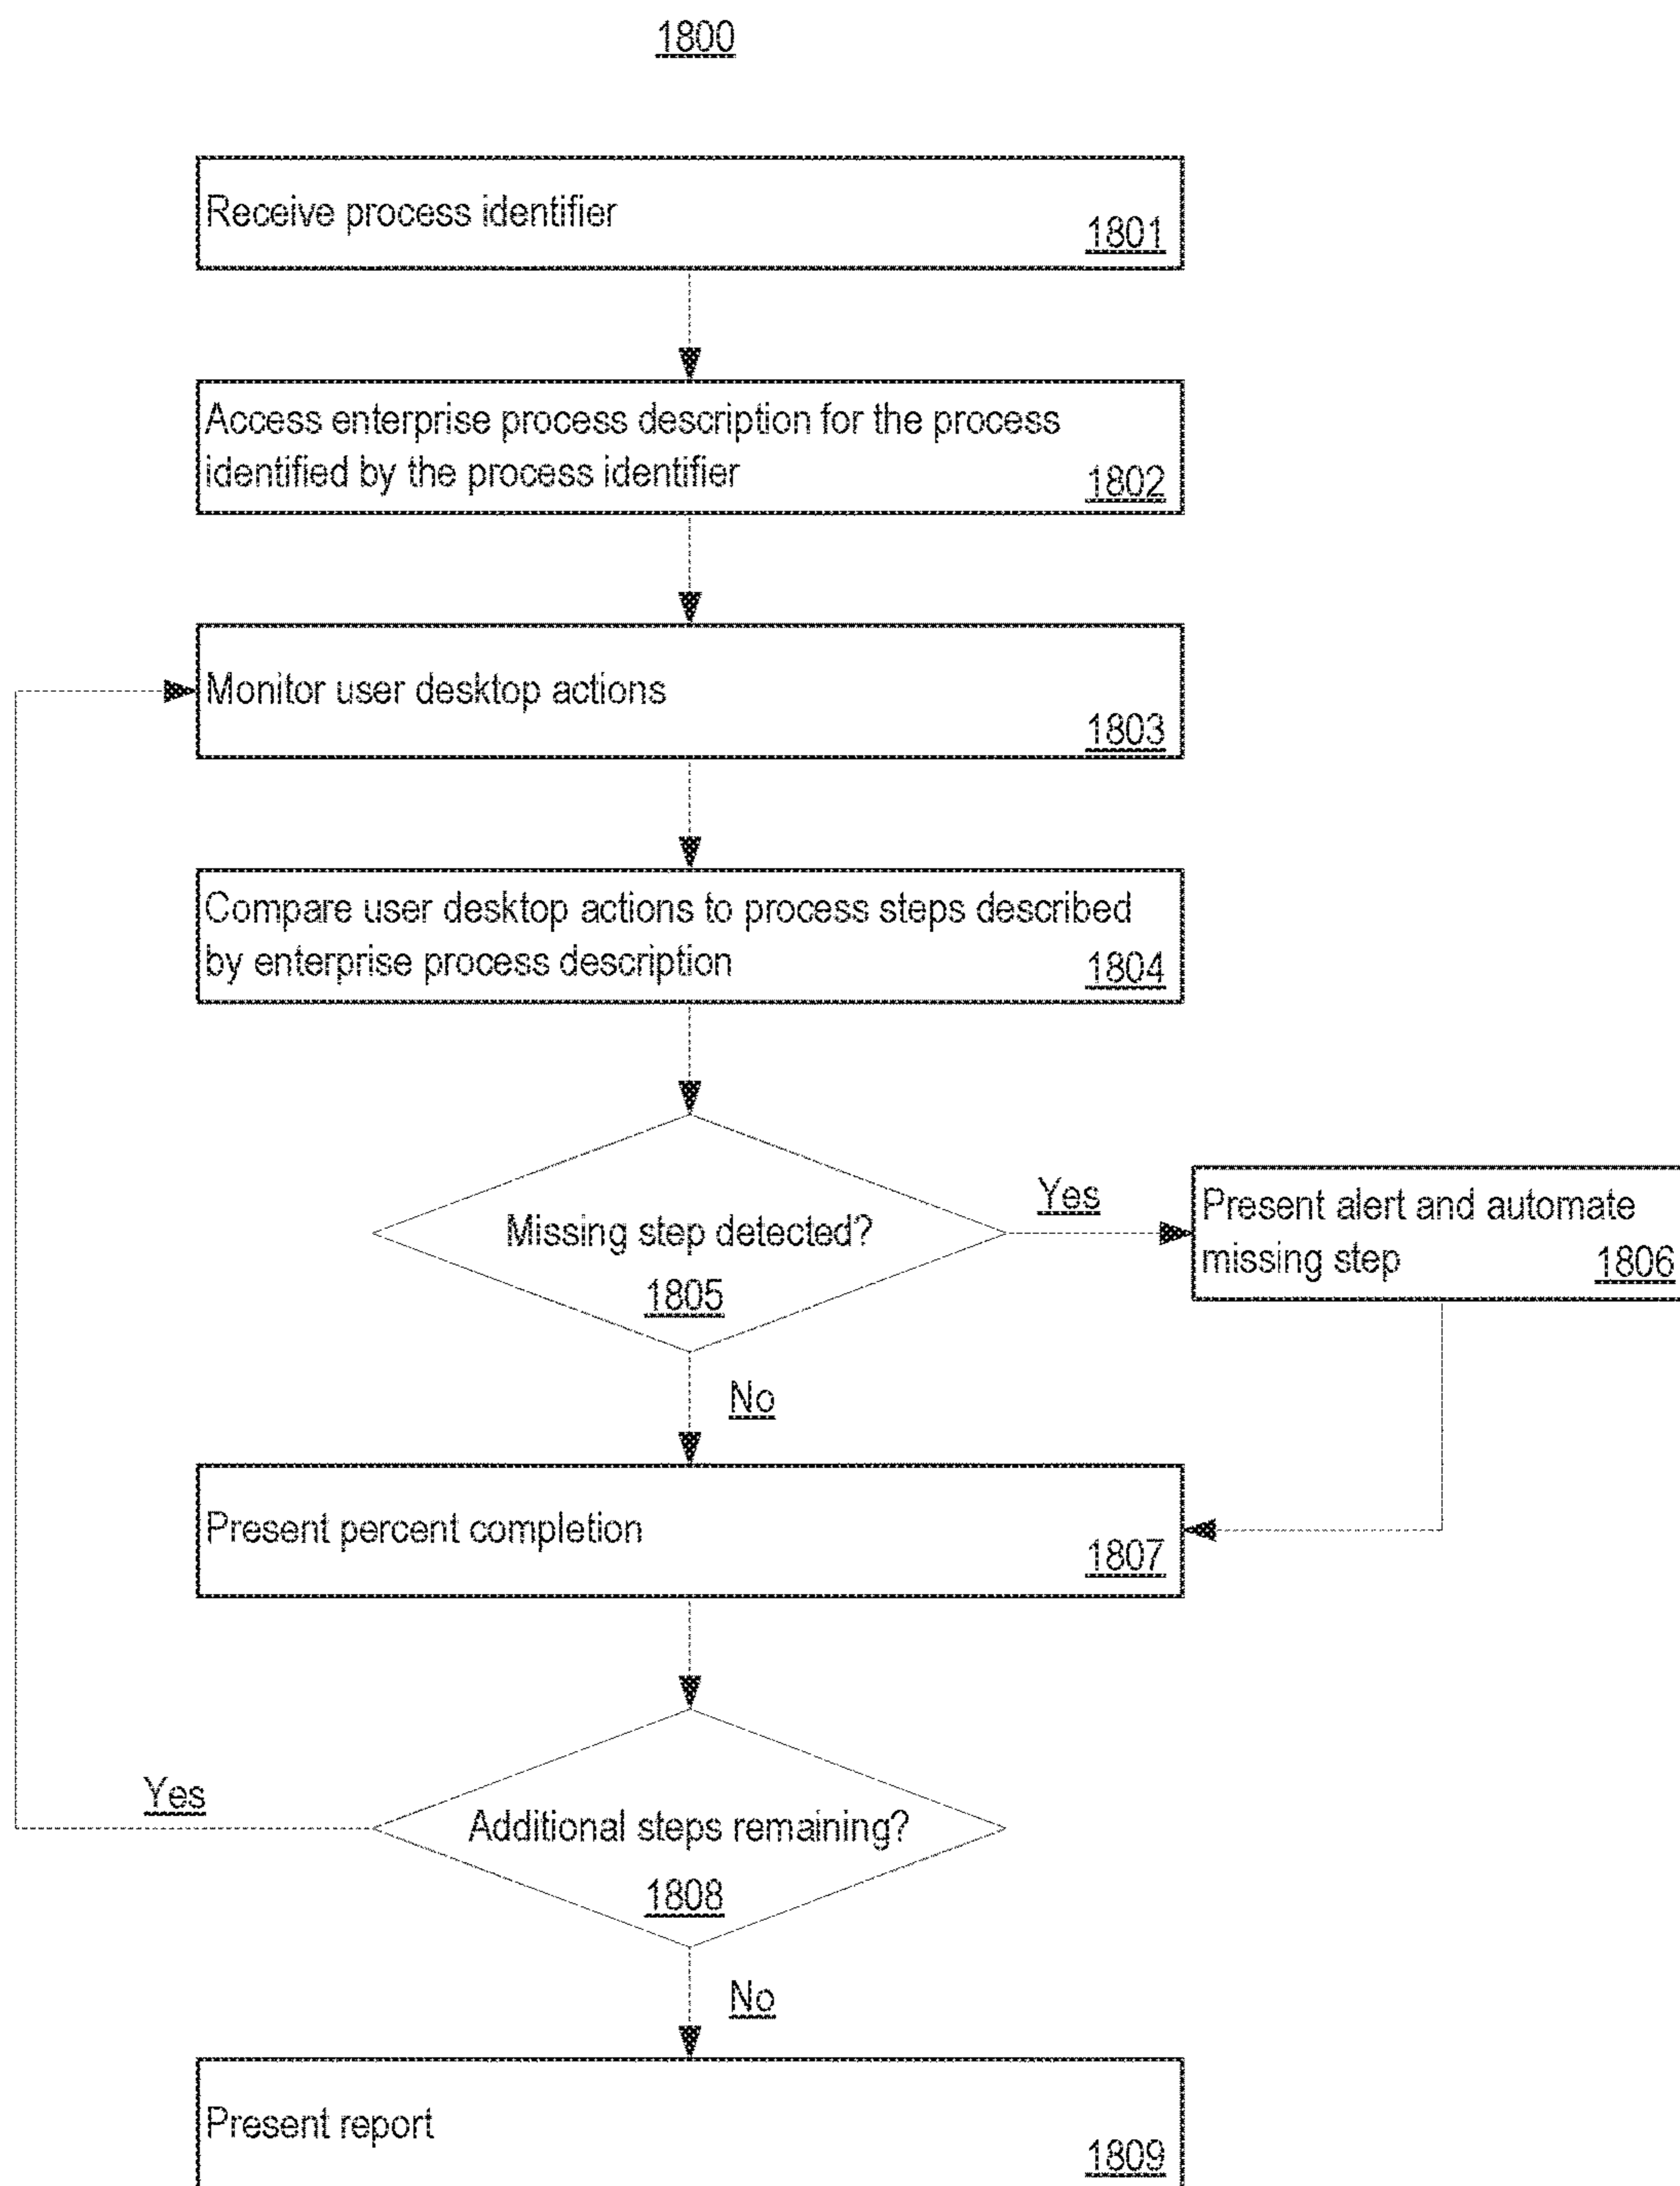 1800
Receive process identifier
1801
Access enterprise process description for the process
identified by the process identifier
1802
Monitor user desktop actions
1803
Compare user desktop actions to process steps described
by enterprise process description
1804
Missing step detected?
1805
Yes
Present alert and automate
missing step
1806
No
Present percent completion
1807
Yes
Additional steps remaining?
1808
No
Present report
1809